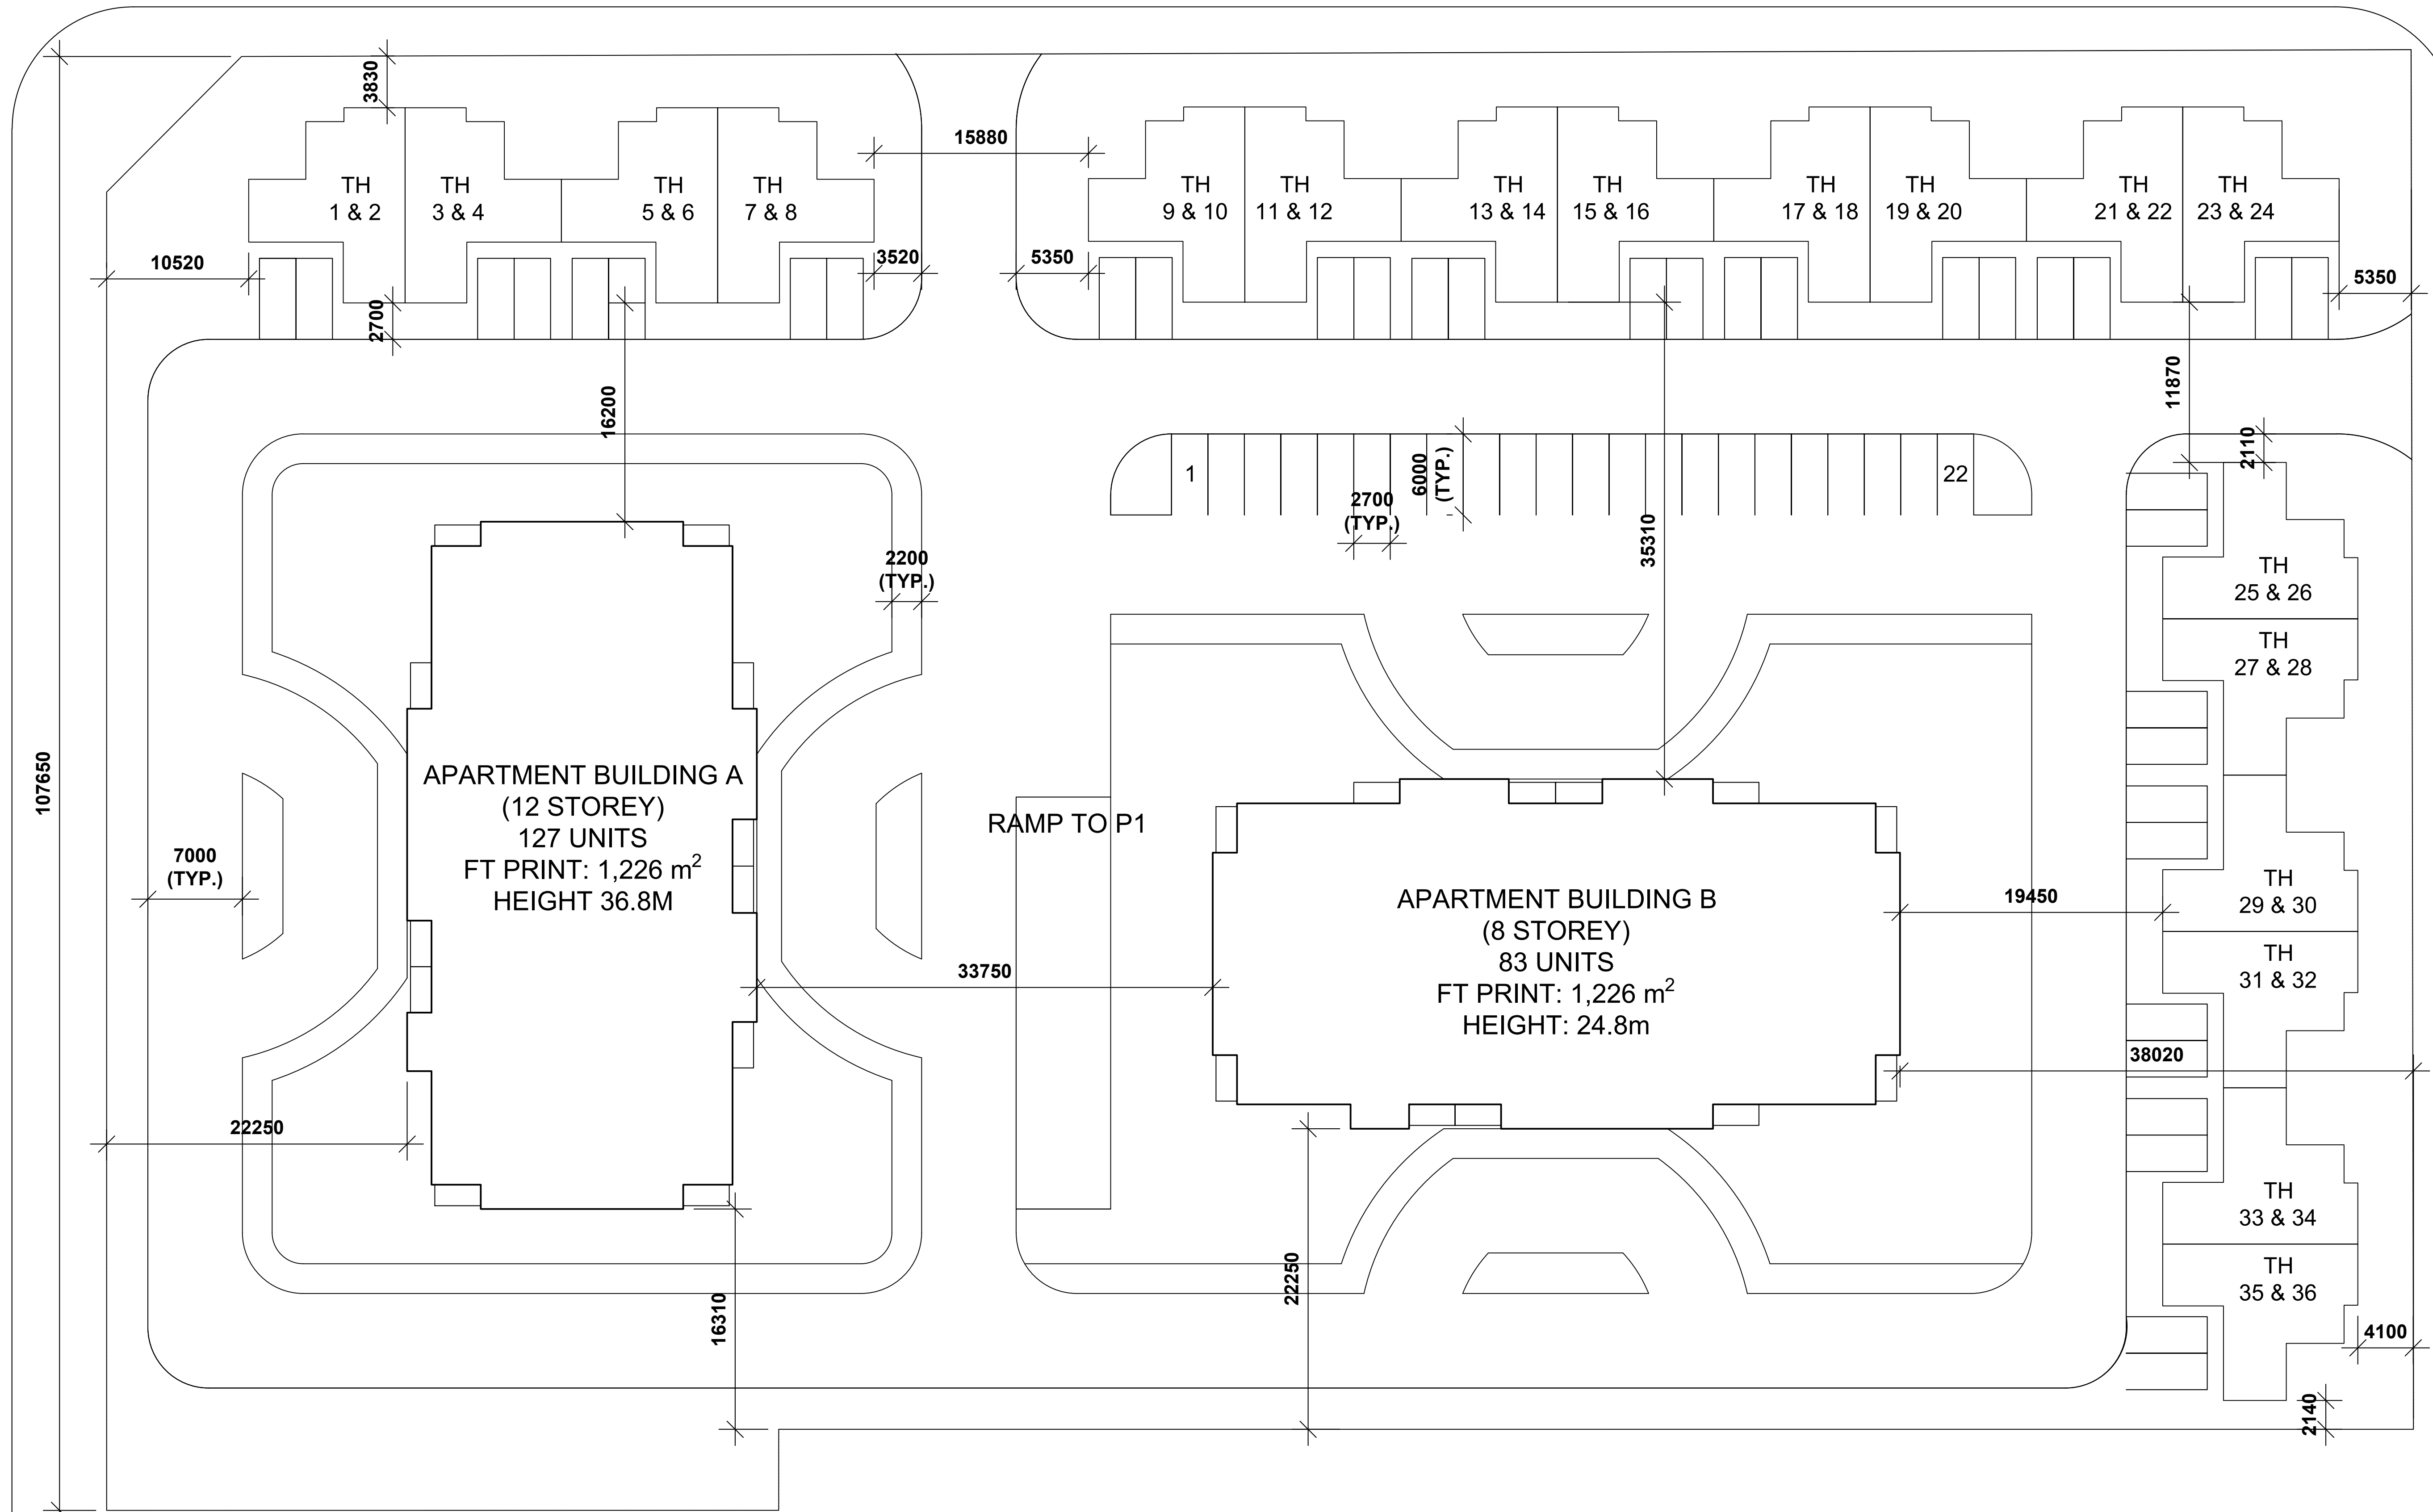 3830
15880
TH
1 & 2
TH
3 & 4
TH
5 & 6
TH
7 & 8
TH
9 & 10
TH
11 & 12
TH
13 & 14
TH
15 & 16
TH
17 & 18
TH
19 & 20
TH
21 & 22
TH
23 & 24
10520
3520
5350
5350
2700
16200
11870
2110
1
6000
(TYP.)
22
2700
(TYP.)
35310
2200
(TYP.)
TH
25 & 26
TH
27 & 28
107650
APARTMENT BUILDING A
(12 STOREY)
127 UNITS
FT PRINT: 1,226 m²
HEIGHT 36.8M
RAMP TO P1
7000
(TYP.)
APARTMENT BUILDING B
(8 STOREY)
83 UNITS
FT PRINT: 1,226 m²
HEIGHT: 24.8m
19450
TH
29 & 30
TH
31 & 32
33750
38020
22250
TH
33 & 34
TH
35 & 36
22250
16310
4100
2140